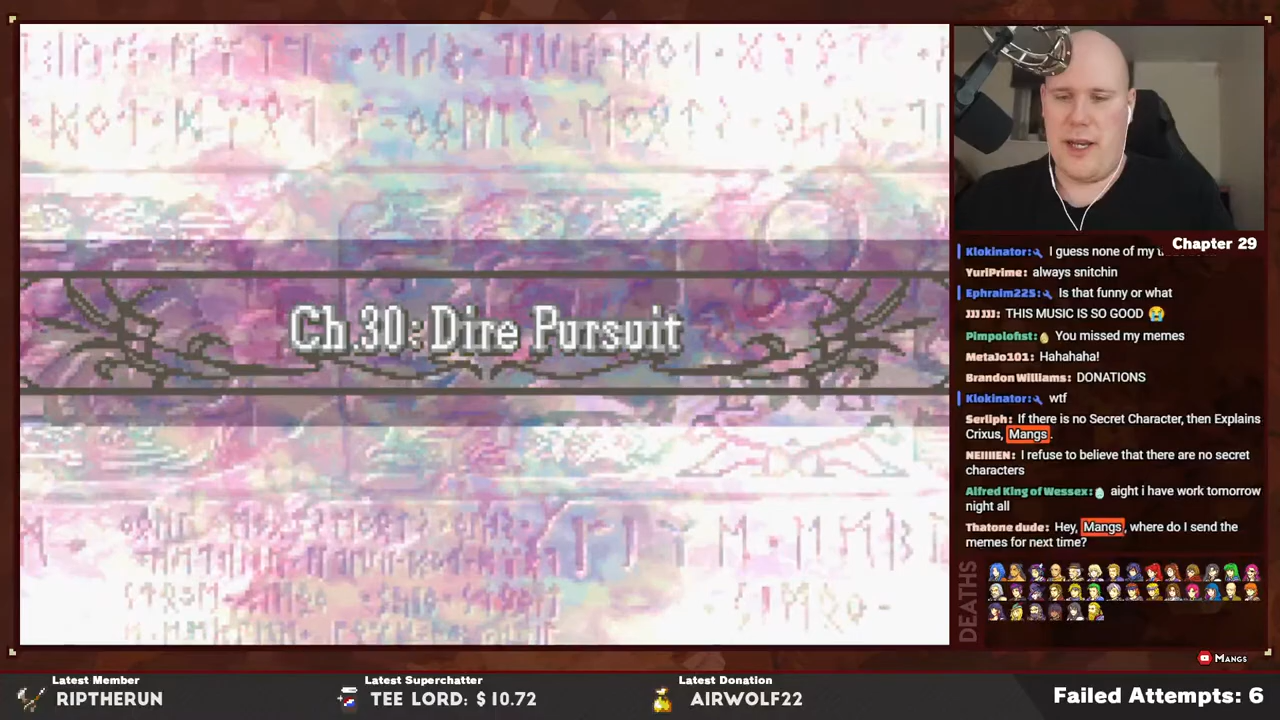 Ch.30: Dire Pursuit
Chapter 29
Klokinator: I guess none of my
YuriPrime: always snitchin
Ephraim225: Is that funny or what
JJJ JJJ: THIS MUSIC IS SO GOOD 😭
Pimpolofist: You missed my memes
MetaJo101: Hahahaha!
Brandon Williams: DONATIONS
Klokinator: wtf
Serliph: If there is no Secret Character, then Explains
Crixus, Mangs.
NEIIIIEN: I refuse to believe that there are no secret
characters
Alfred King of Wessex: aight i have work tomorrow
night all
Thatone dude: Hey, Mangs, where do I send the
memes for next time?
DEATHS
MANGS
Latest Member
RIPTHERUN
Latest Superchatter
TEE LORD: $10.72
Latest Donation
AIRWOLF22
Failed Attempts: 6